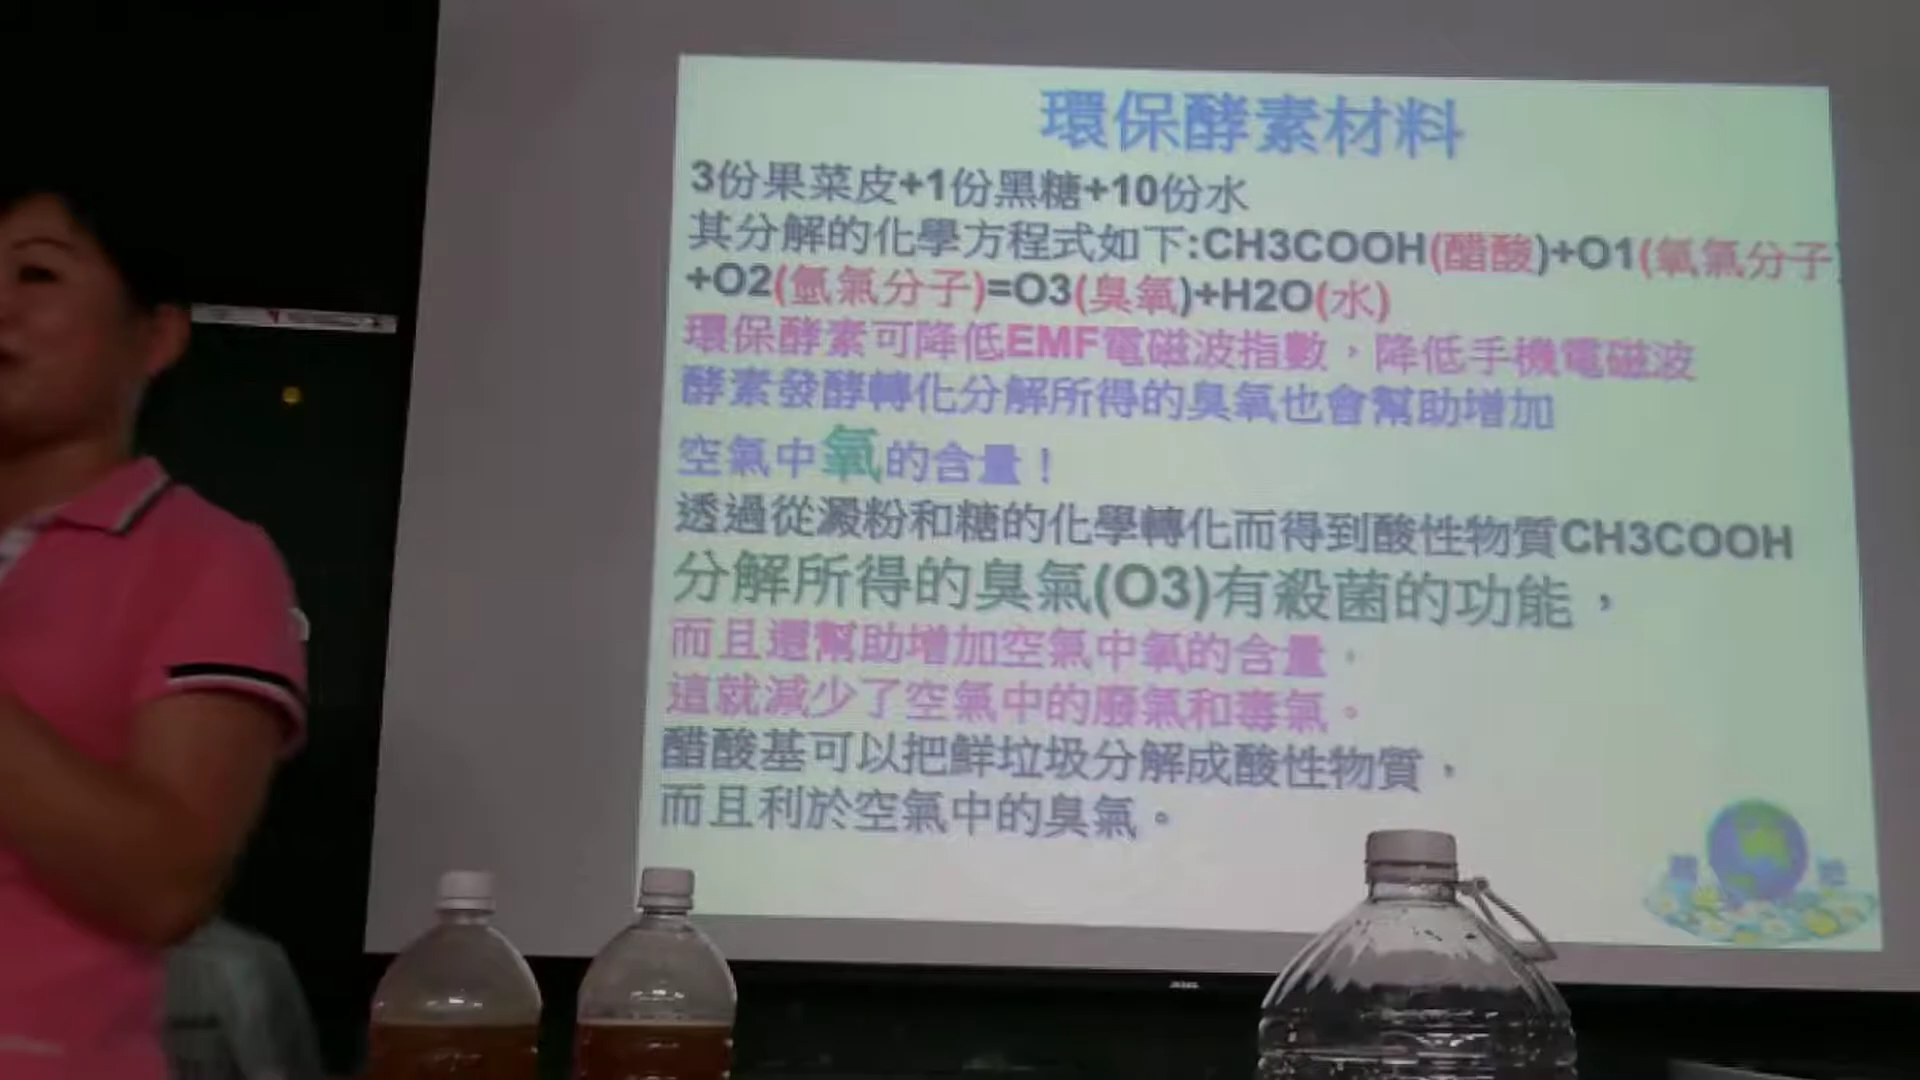 環保酵素材料
3份果菜皮+1份黑糖+10份水
其分解的化學方程式如下:CH3COOH(醋酸)+O1(氧氣分子)
+O2(氫氣分子)=O3(臭氧)+H2O(水)
環保酵素可降低EMF電磁波指數,降低手機電磁波
酵素發酵轉化分解所得的臭氧也會幫助增加
空氣中氧的含量!
透過從澱粉和糖的化學轉化而得到酸性物質CH3COOH
分解所得的臭氣(O3)有殺菌的功能,
而且還幫助增加空氣中氧的含量,
這就減少了空氣中的廢氣和毒氣。
醋酸基可以把鮮垃圾分解成酸性物質,
而且利於空氣中的臭氣。